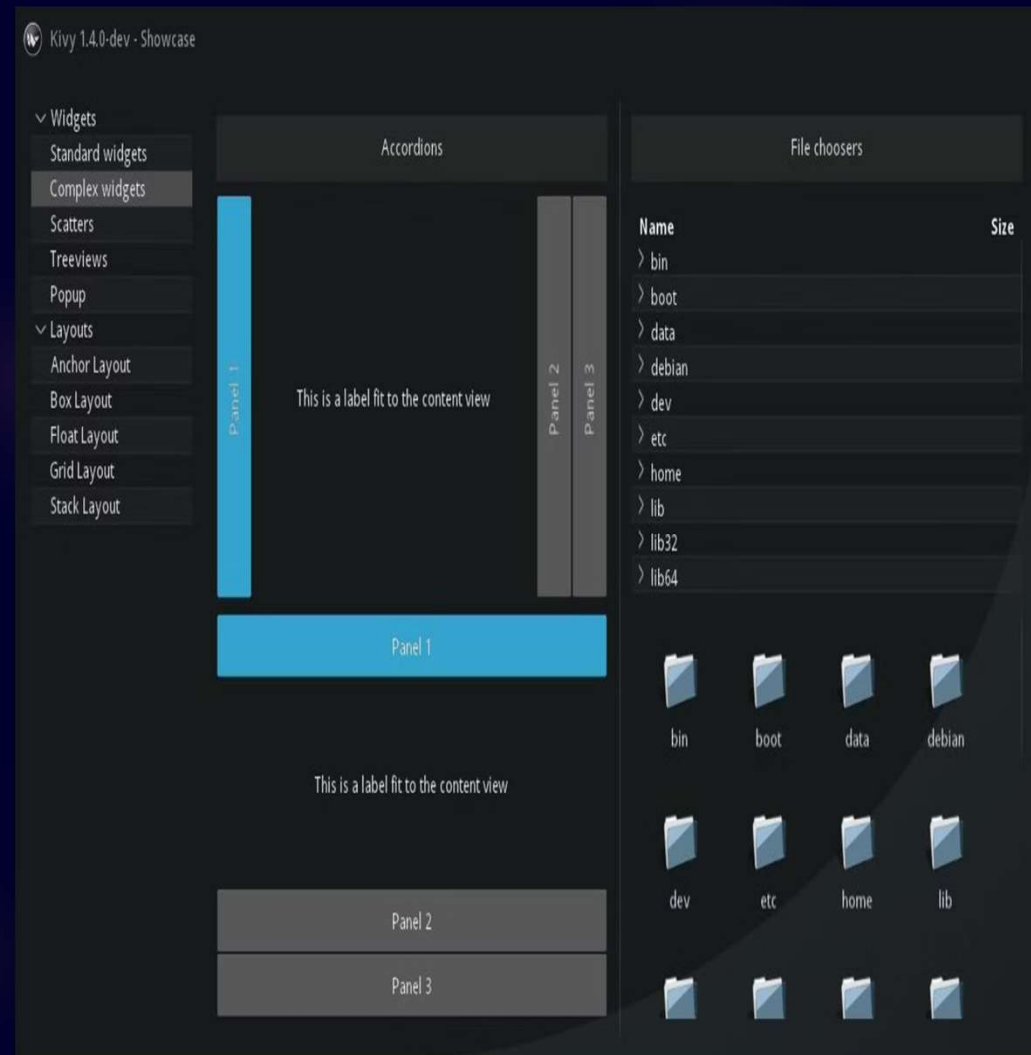 Kivy 1.4.0-dev - Showcase
Widgets
Standard widgets
Complex widgets
Scatters
Treeviews
Popup
Layouts
Anchor Layout
Box Layout
Float Layout
Grid Layout
Stack Layout
Accordions
Panel 1
This is a label fit to the content view
Panel 2
Panel 3
Panel 1
This is a label fit to the content view
Panel 2
Panel 3
File choosers
Name Size
bin
boot
data
debian
dev
etc
home
lib
lib32
lib64
bin boot data debian
dev etc home lib